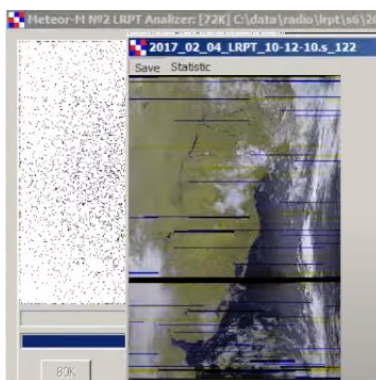 Meteor-M №2 LRPT Analizer: [72K] C:\data\radio\lrpt\s6\20
2017_02_04_LRPT_10-12-10.s_122
Save Statistic
80K